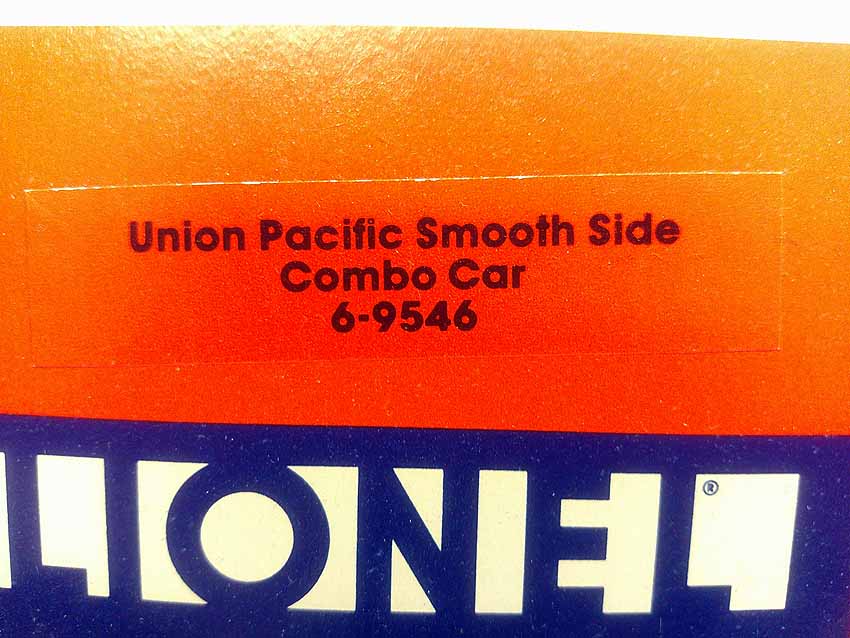 Union Pacific Smooth Side
Combo Car
6-9546
LIONEL®